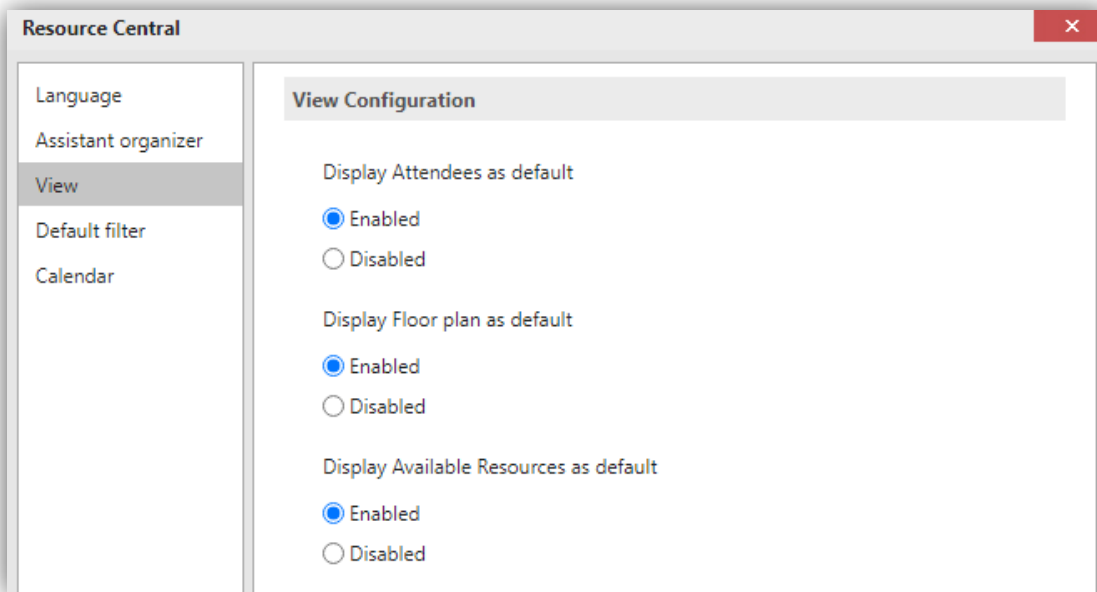 Resource Central
Language
Assistant organizer
View
Default filter
Calendar
View Configuration
Display Attendees as default
Enabled
Disabled
Display Floor plan as default
Enabled
Disabled
Display Available Resources as default
Enabled
Disabled